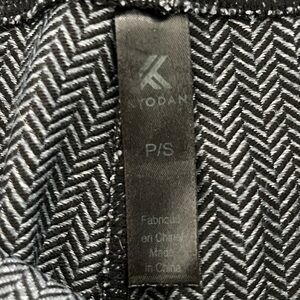 KYODAN
P/S
Fabriqué
en Chine/
Made
in China